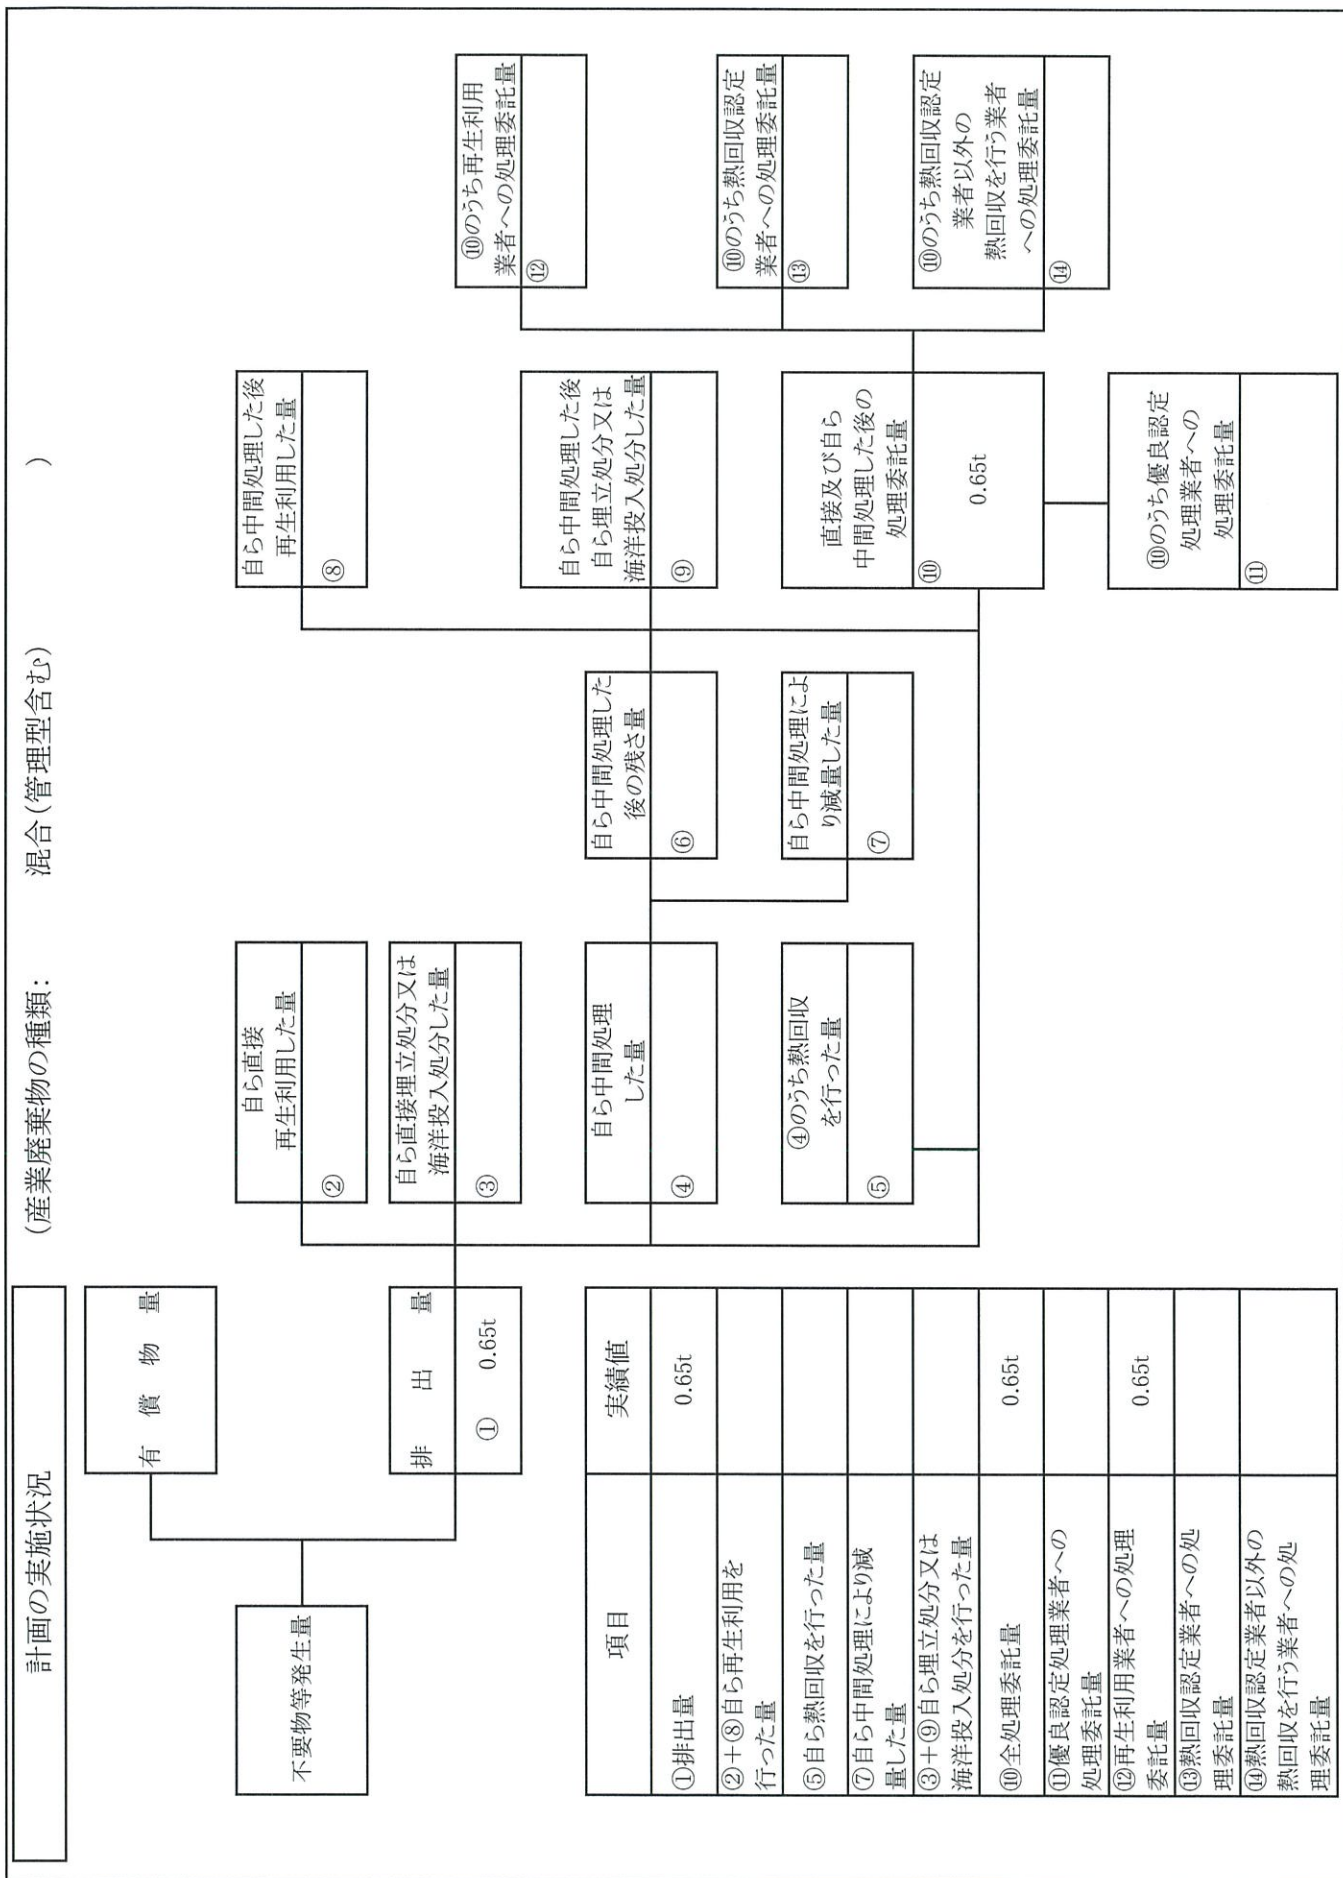 計画の実施状況
(産業廃棄物の種類: 混合(管理型含む) )
不要物等発生量
有償物量
排出量
① 0.65t
自ら直接
再生利用した量
②
自ら直接埋立処分又は
海洋投入処分した量
③
自ら中間処理
した量
④
④のうち熱回収
を行った量
⑤
自ら中間処理した
後の残さ量
⑥
自ら中間処理によ
り減量した量
⑦
自ら中間処理した後
再生利用した量
⑧
自ら中間処理した後
自ら埋立処分又は
海洋投入処分した量
⑨
直接及び自ら
中間処理した後の
処理委託量
⑩ 0.65t
⑩のうち優良認定
処理業者への
処理委託量
⑪
⑩のうち再生利用
業者への処理委託量
⑫
⑩のうち熱回収認定
業者への処理委託量
⑬
⑩のうち熱回収認定
業者以外の
熱回収を行う業者
への処理委託量
⑭
項目 実績値
①排出量 0.65t
②+⑧自ら再生利用を
行った量
⑤自ら熱回収を行った量
⑦自ら中間処理により減
量した量
③+⑨自ら埋立処分又は
海洋投入処分を行った量
⑩全処理委託量 0.65t
⑪優良認定処理業者への
処理委託量
⑫再生利用業者への処理
委託量 0.65t
⑬熱回収認定業者への処
理委託量
⑭熱回収認定業者以外の
熱回収を行う業者への処
理委託量